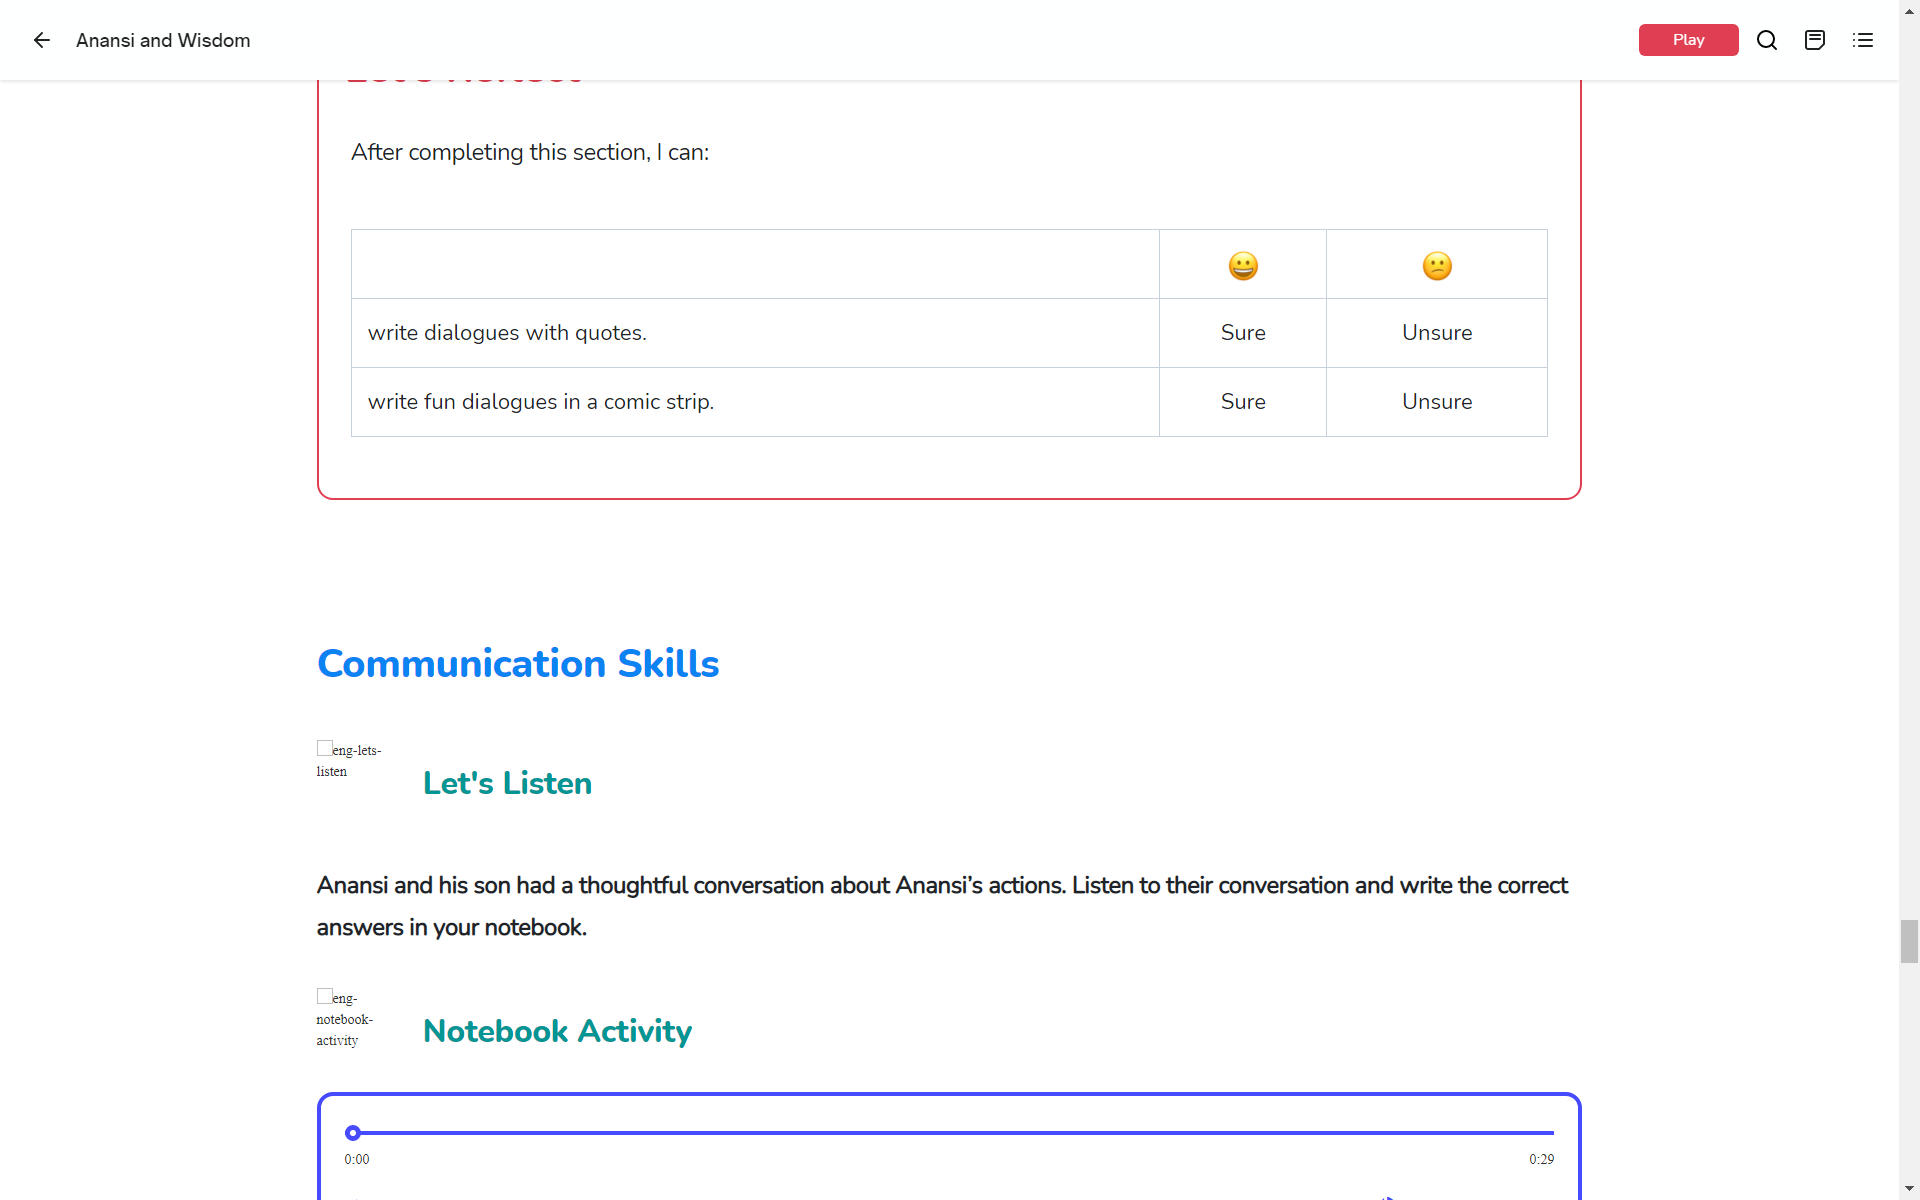 Anansi and Wisdom
Play
After completing this section, I can:
write dialogues with quotes.
Sure
Unsure
write fun dialogues in a comic strip.
Sure
Unsure
Communication Skills
eng-lets-
listen
Let's Listen
Anansi and his son had a thoughtful conversation about Anansi’s actions. Listen to their conversation and write the correct
answers in your notebook.
eng-
notebook-
activity
Notebook Activity
0:00
0:29